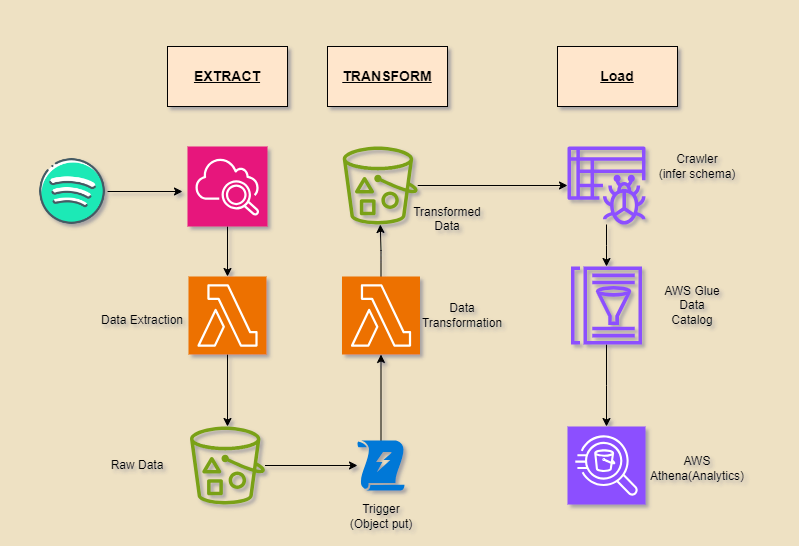 EXTRACT
TRANSFORM
Load
Crawler
(infer schema)
Transformed
Data
Data Extraction
Data
Transformation
AWS Glue
Data
Catalog
Raw Data
Trigger
(Object put)
AWS
Athena(Analytics)